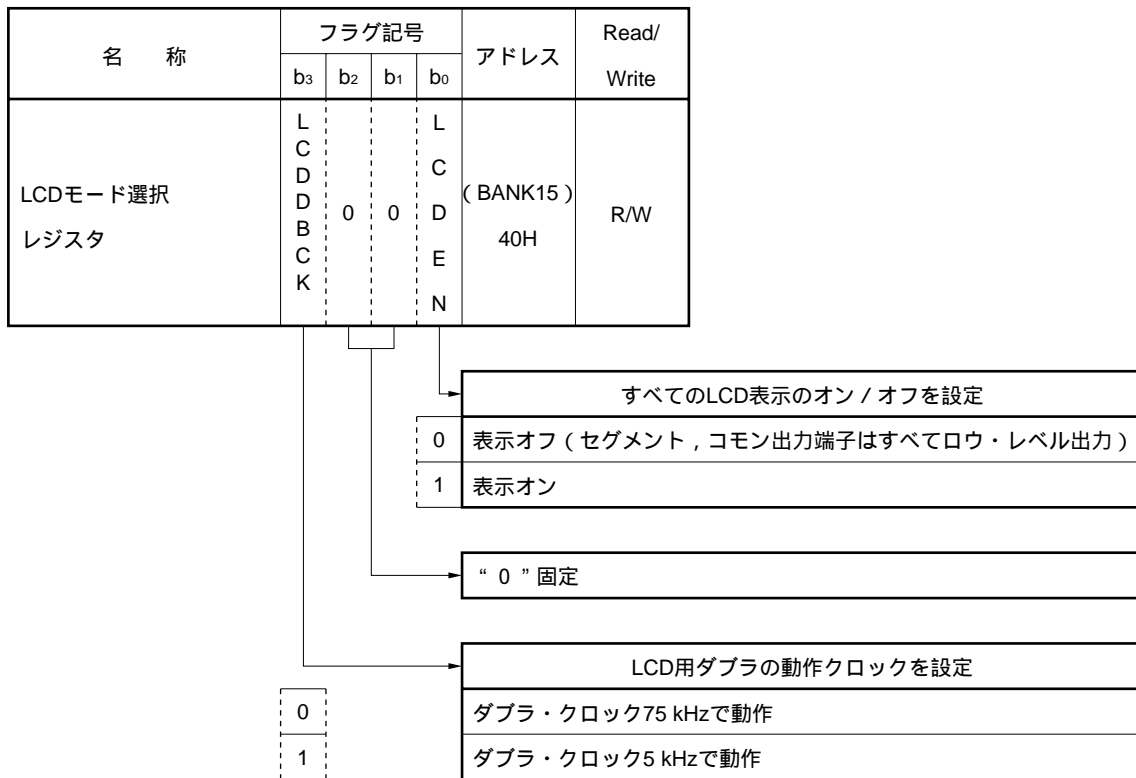 名　　称
フラグ記号
アドレス
Read/
Write
b3
b2
b1
b0
LCDモード選択
レジスタ
LCDDBCK
0
0
LCDEN
(BANK15)
40H
R/W
すべてのLCD表示のオン / オフを設定
0
表示オフ(セグメント,コモン出力端子はすべてロウ・レベル出力)
1
表示オン
“0”固定
LCD用ダブラの動作クロックを設定
0
ダブラ・クロック75 kHzで動作
1
ダブラ・クロック5 kHzで動作